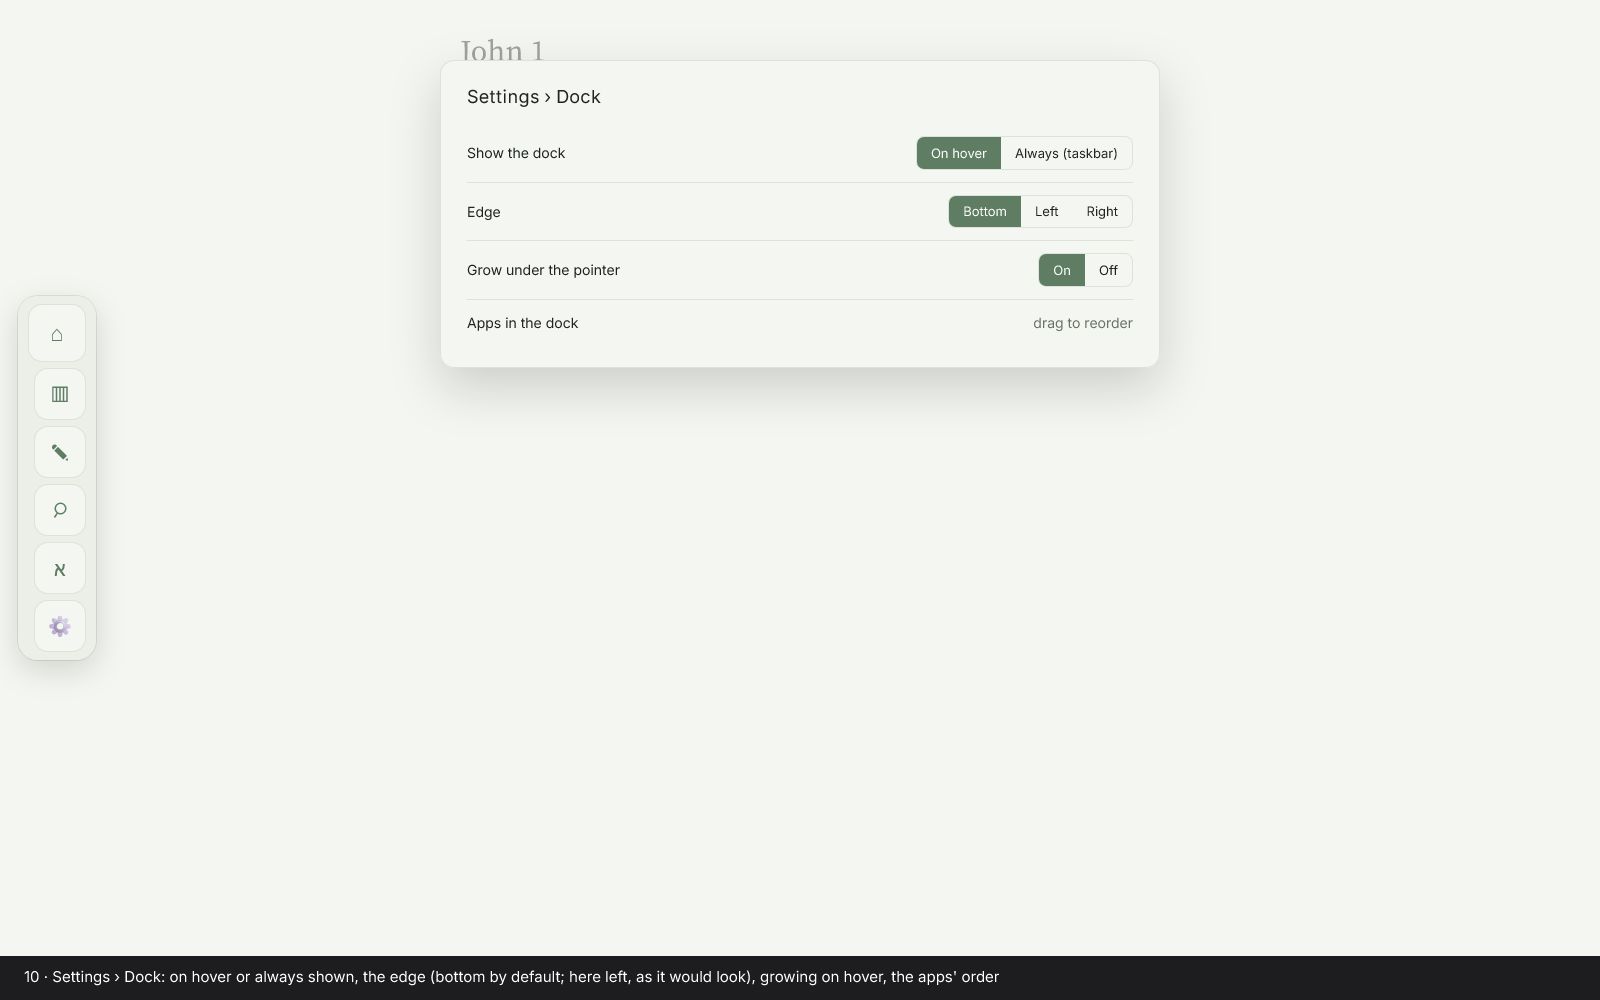 John 1
Settings › Dock
Show the dock
On hover
Always (taskbar)
Edge
Bottom
Left
Right
Grow under the pointer
On
Off
Apps in the dock
drag to reorder
א
10 · Settings › Dock: on hover or always shown, the edge (bottom by default; here left, as it would look), growing on hover, the apps' order